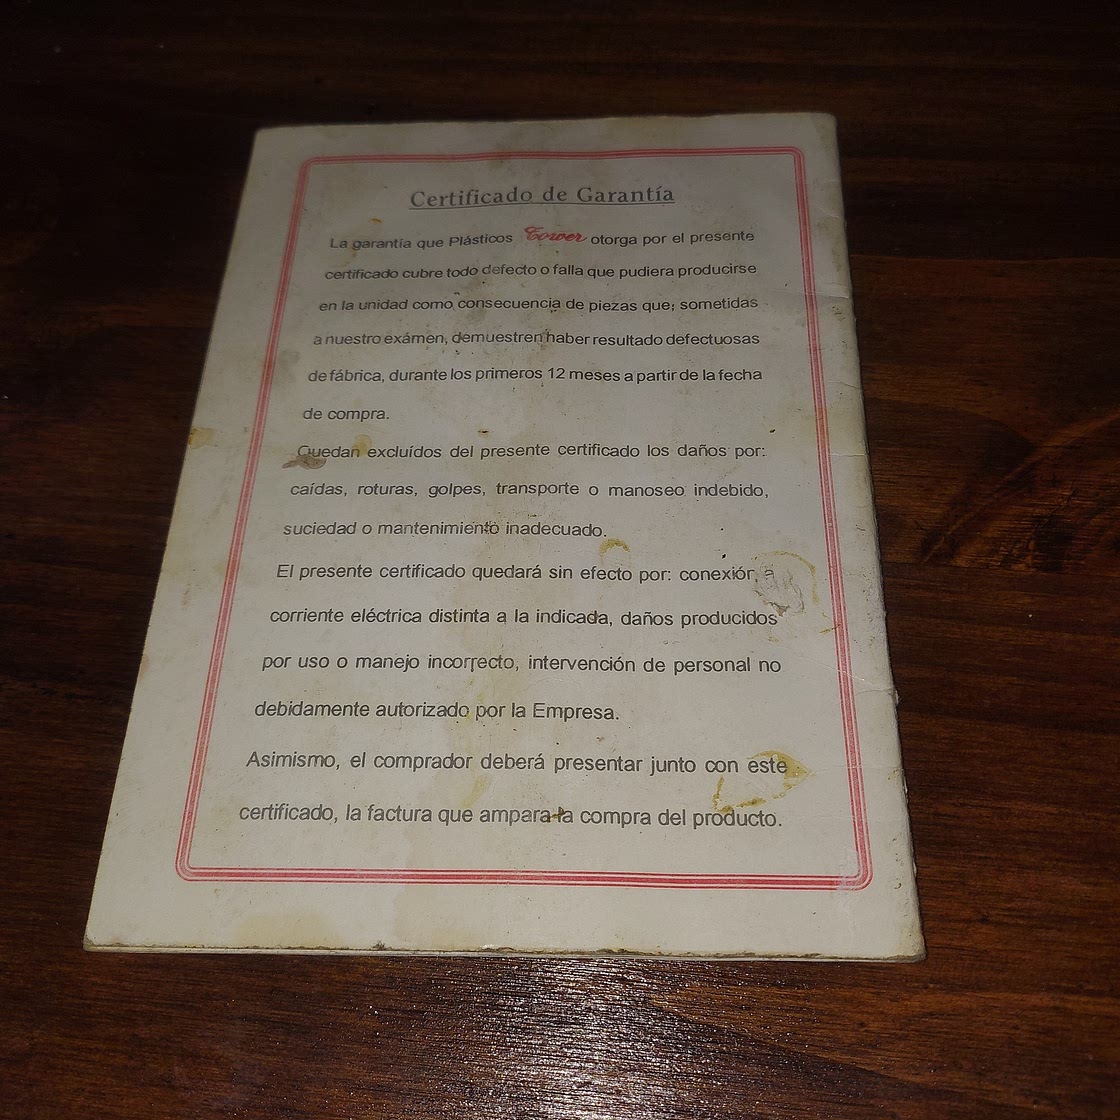 Certificado de Garantía
La garantía que Plásticos Tower otorga por el presente
certificado cubre todo defecto o falla que pudiera producirse
en la unidad como consecuencia de piezas que; sometidas
a nuestro exámen, demuestren haber resultado defectuosas
de fábrica, durante los primeros 12 meses a partir de la fecha
de compra.
Quedan excluídos del presente certificado los daños por:
caídas, roturas, golpes, transporte o manoseo indebido,
suciedad o mantenimiento inadecuado.
El presente certificado quedará sin efecto por: conexión a
corriente eléctrica distinta a la indicada, daños producidos
por uso o manejo incorrecto, intervención de personal no
debidamente autorizado por la Empresa.
Asimismo, el comprador deberá presentar junto con este
certificado, la factura que ampara la compra del producto.